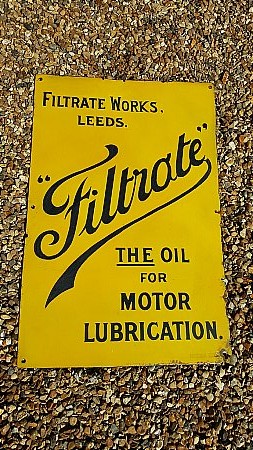 FILTRATE WORKS,
LEEDS.
"Filtrate"
THE OIL
FOR
MOTOR
LUBRICATION.